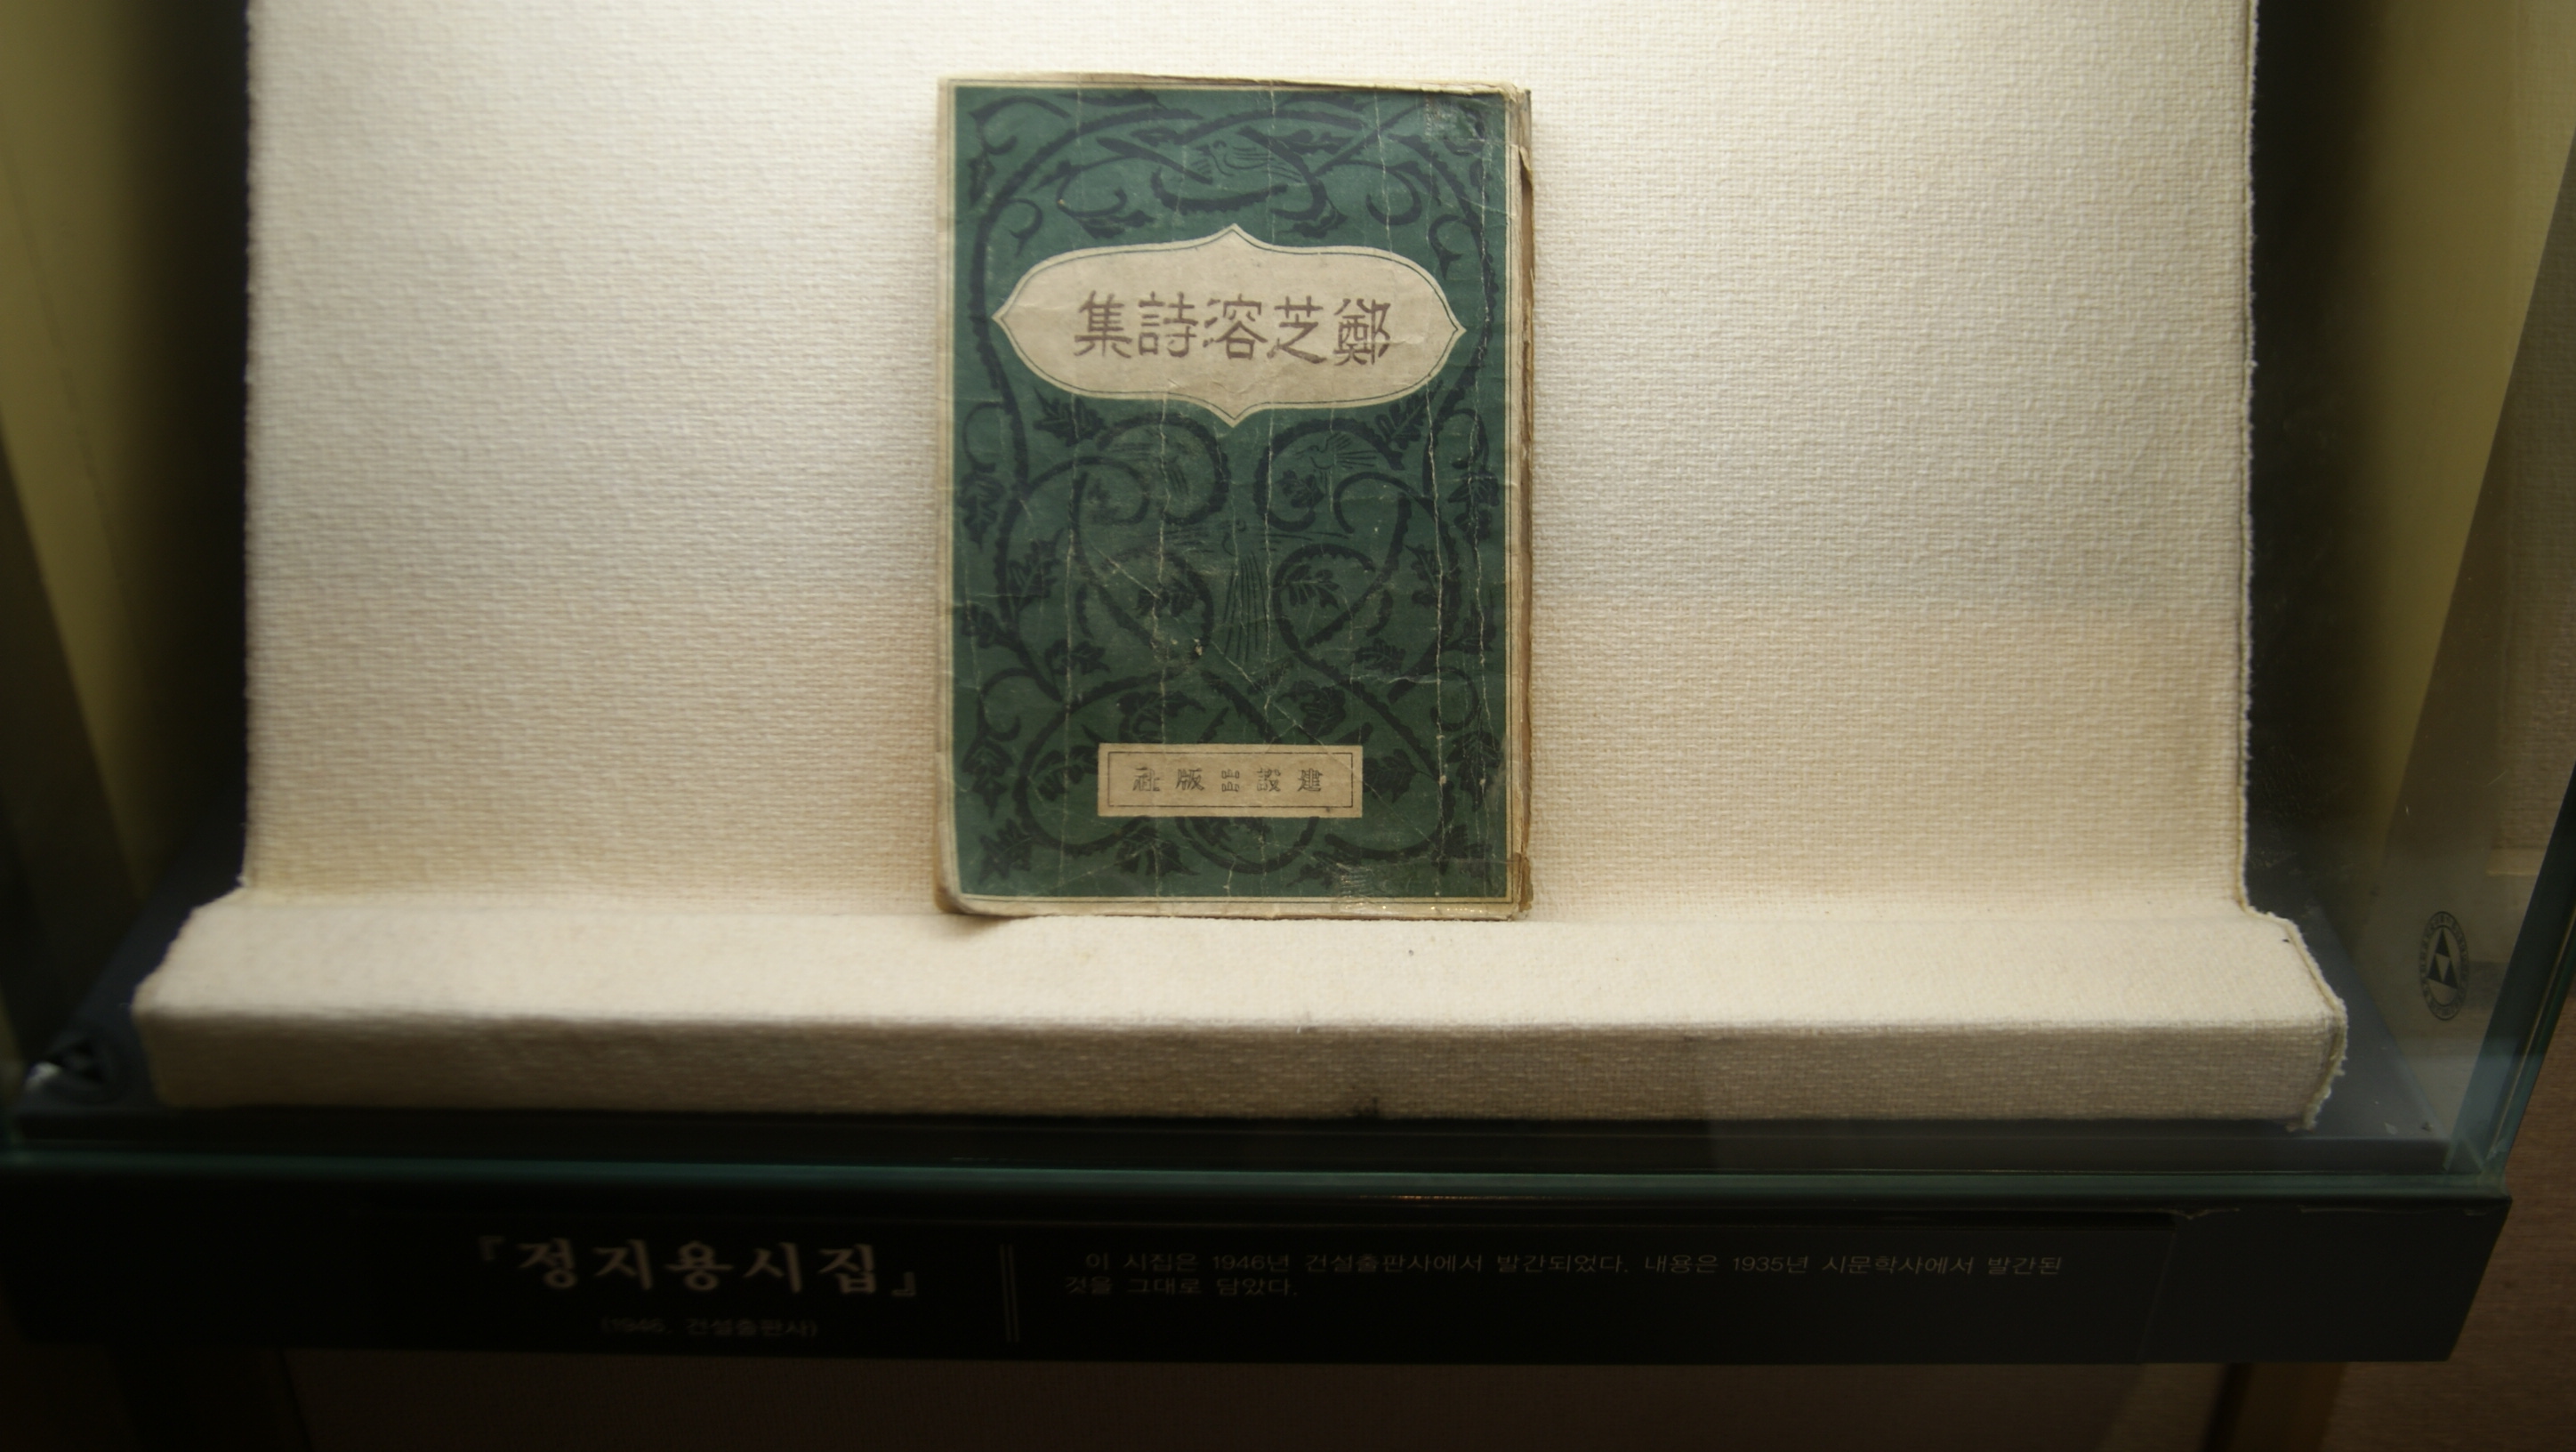 集詩溶芝鄭
社版出設建
『정지용시집』
(1946, 건설출판사)
이 시집은 1946년 건설출판사에서 발간되었다. 내용은 1935년 시문학사에서 발간된
것을 그대로 담았다.